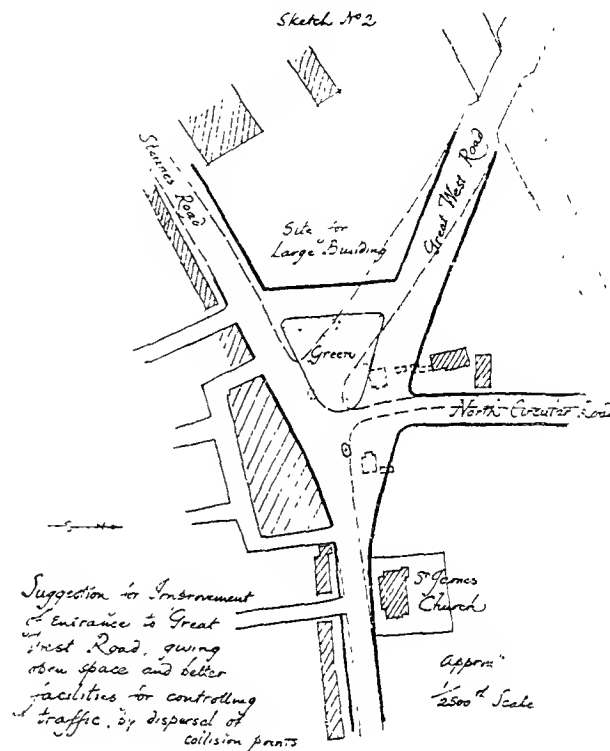 Sketch No 2
Staines Road
Great West Road
Site for
Large Building
Green
North Circular Road
St James
Church
Suggestion for Improvement
of Entrance to Great
West Road, giving
open space and better
facilities for controlling
traffic, by dispersal of
collision points
approx
1/2500th Scale